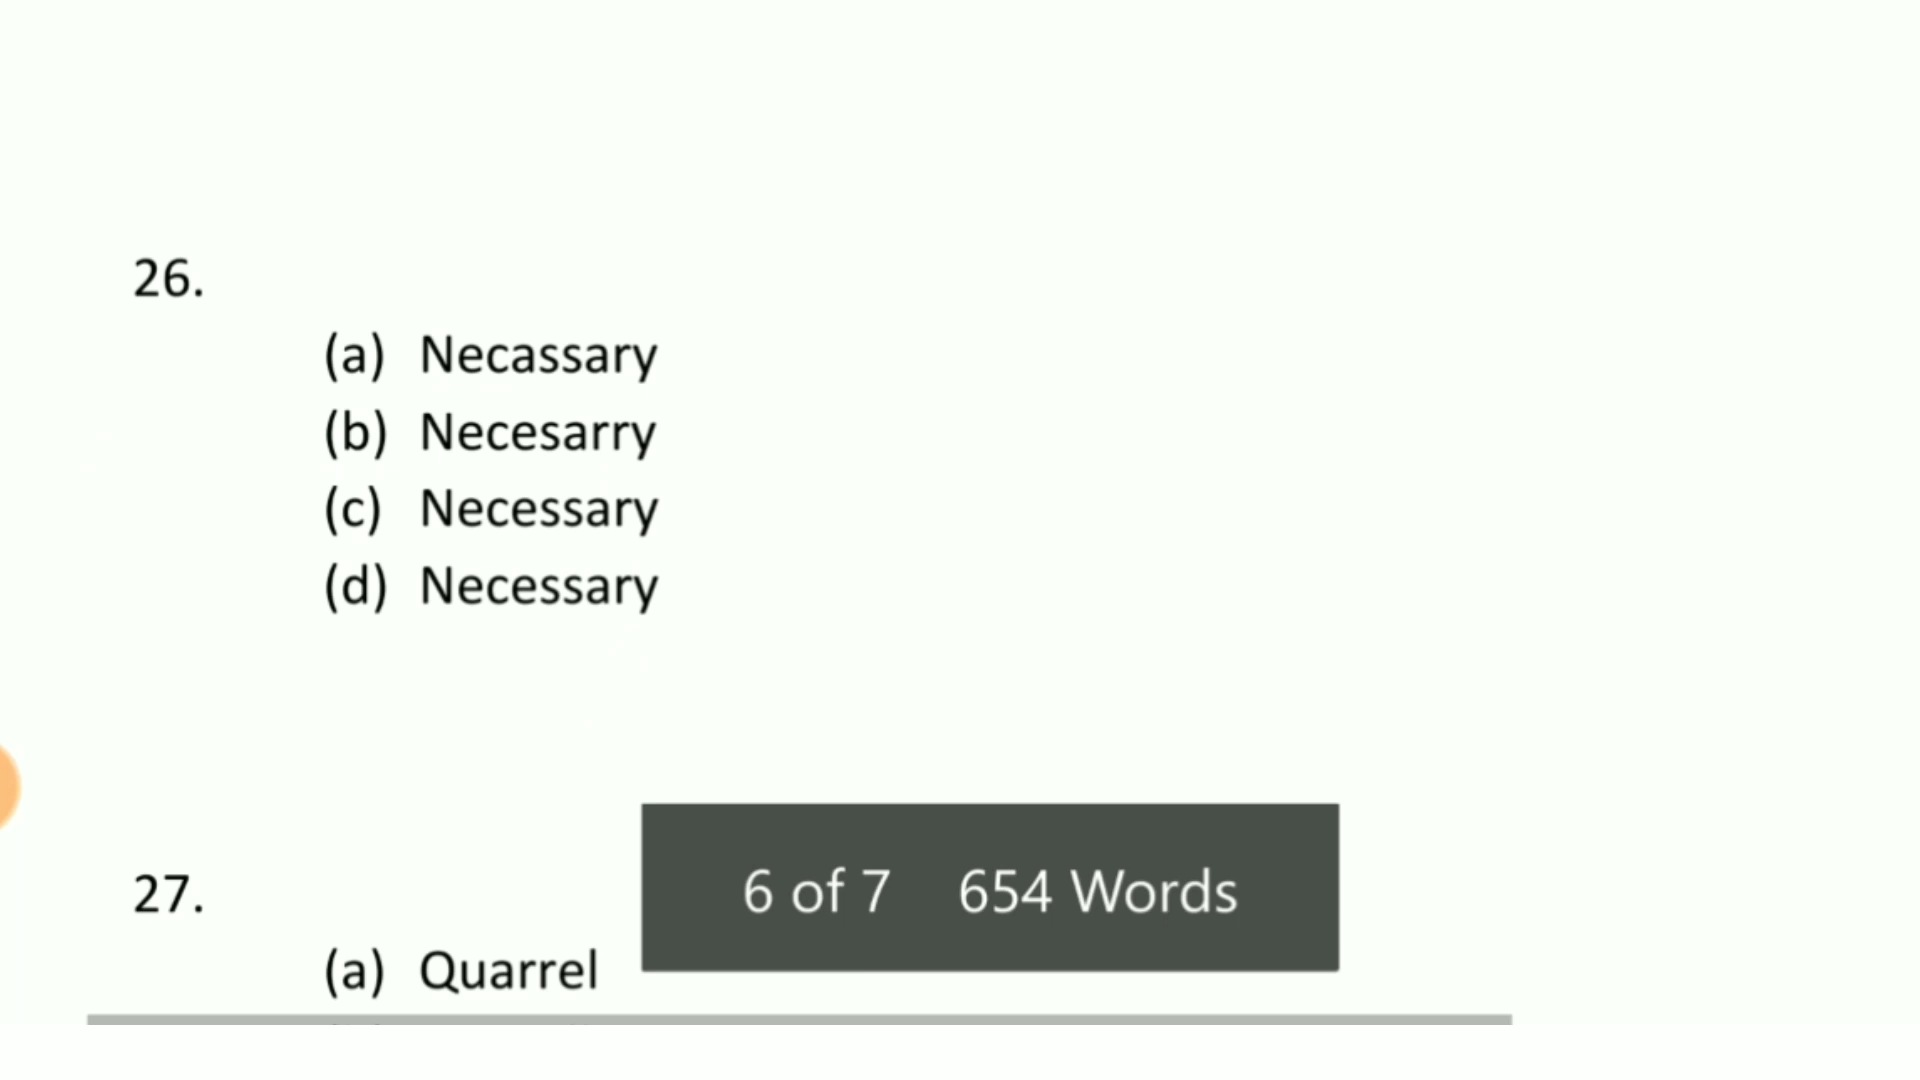 26.
(a) Necassary
(b) Necesarry
(c) Necessary
(d) Necessary
6 of 7 654 Words
27.
(a) Quarrel